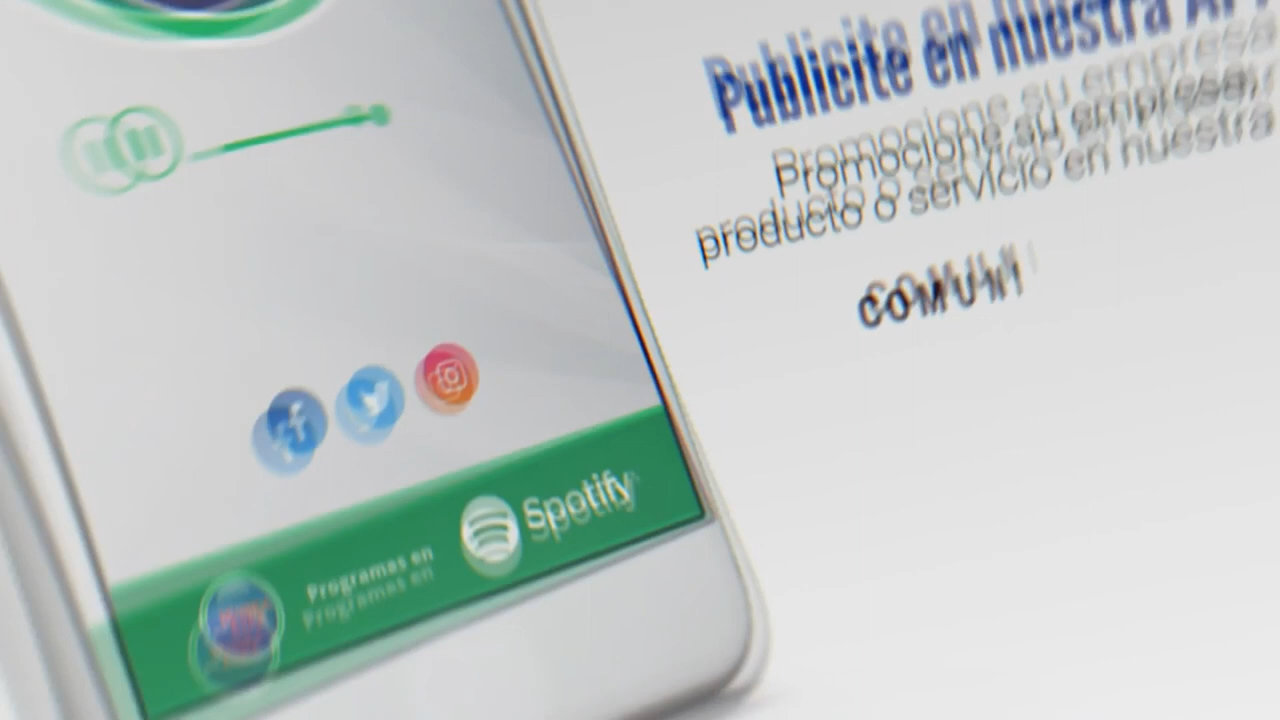 Publicite en nuestra
Promocione su empresa,
producto o servicio en nuestra
Programas en
Spotify